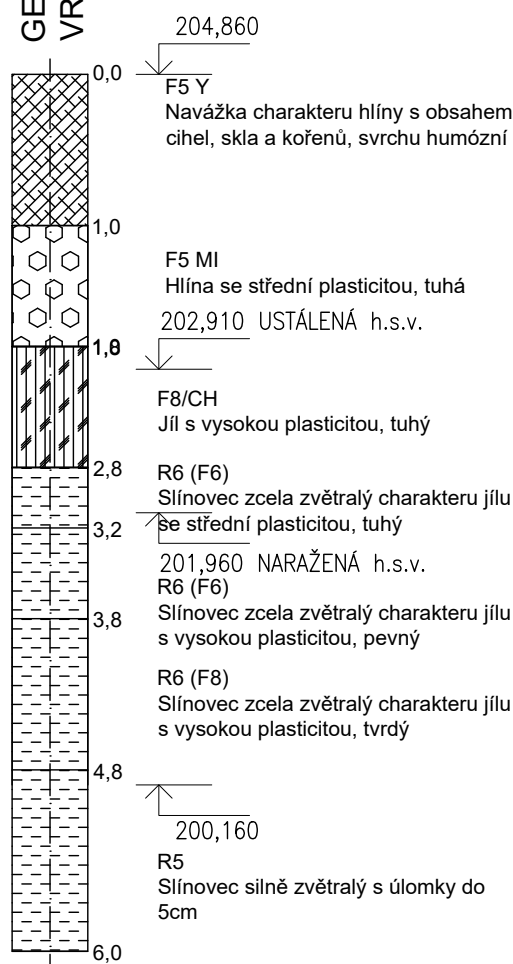 GE
VR
204,860
0,0
F5 Y
Navážka charakteru hlíny s obsahem
cihel, skla a kořenů, svrchu humózní
1,0
F5 MI
Hlína se střední plasticitou, tuhá
202,910 USTÁLENÁ h.s.v.
F8/CH
Jíl s vysokou plasticitou, tuhý
2,8
R6 (F6)
Slínovec zcela zvětralý charakteru jílu
se střední plasticitou, tuhý
3,2
201,960 NARAŽENÁ h.s.v.
R6 (F6)
Slínovec zcela zvětralý charakteru jílu
s vysokou plasticitou, pevný
3,8
R6 (F8)
Slínovec zcela zvětralý charakteru jílu
s vysokou plasticitou, tvrdý
4,8
200,160
R5
Slínovec silně zvětralý s úlomky do
5cm
6,0